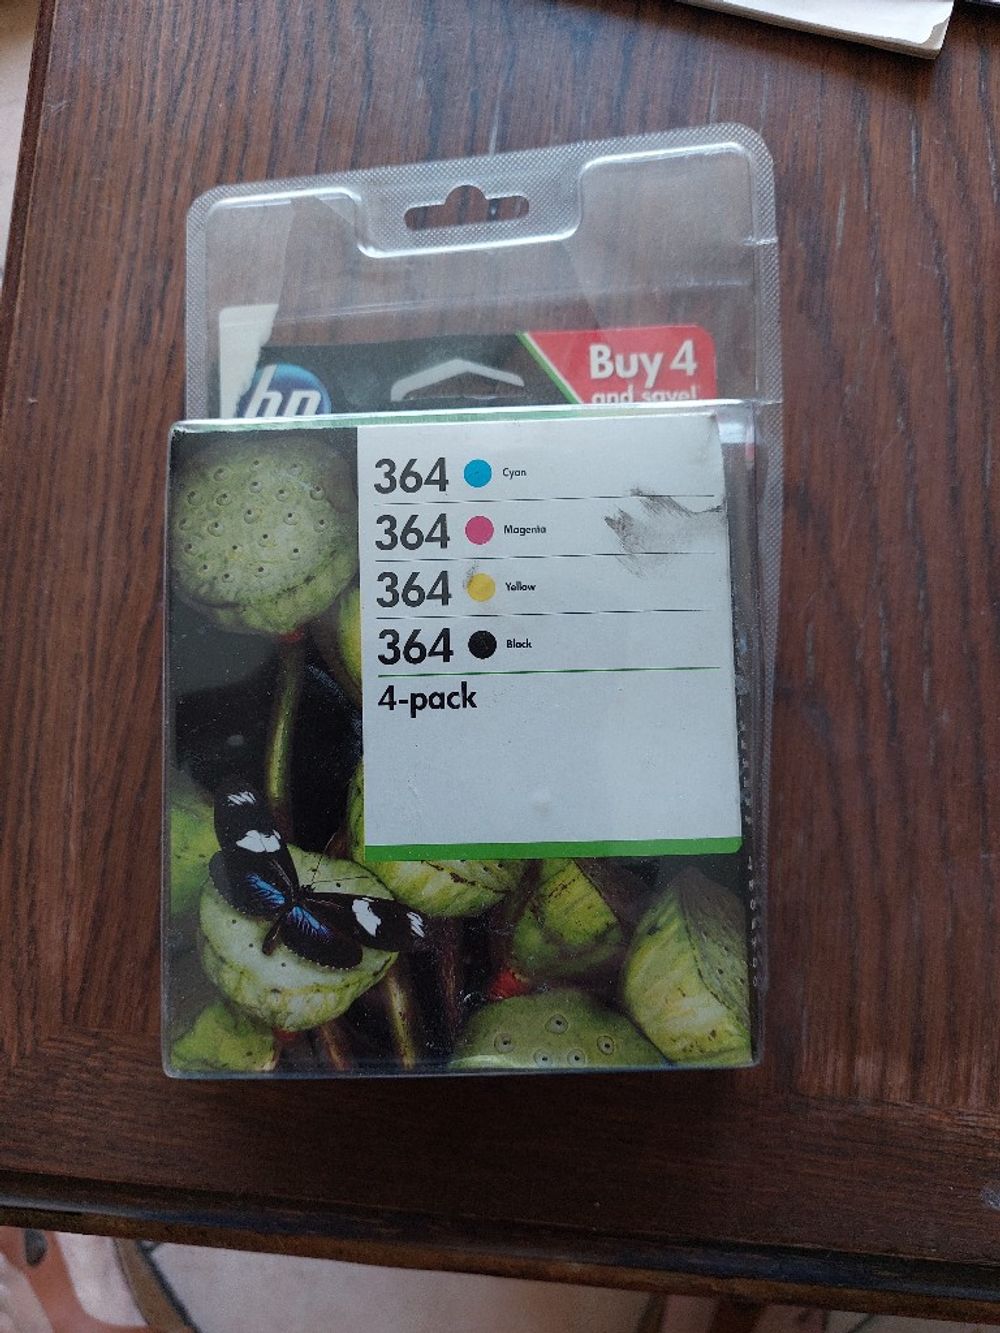 hp
Buy 4
and save!
364 Cyan
364 Magenta
364 Yellow
364 Black
4-pack